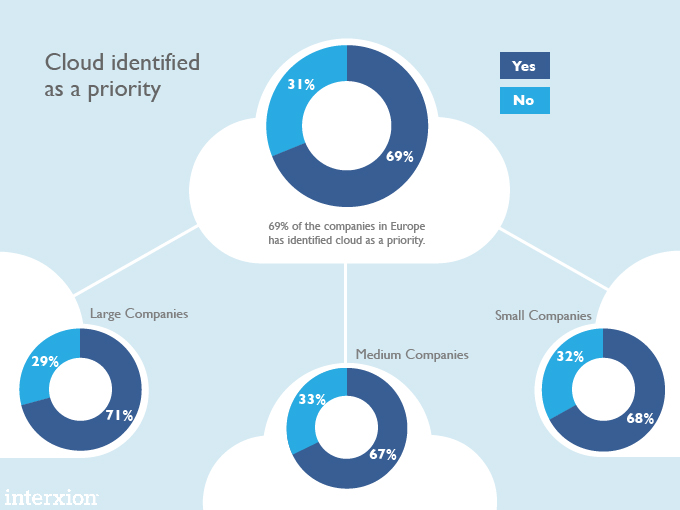 Cloud identified
as a priority
Yes
No
31%
69%
69% of the companies in Europe
has identified cloud as a priority.
Large Companies
29%
71%
Medium Companies
33%
67%
Small Companies
32%
68%
interxion